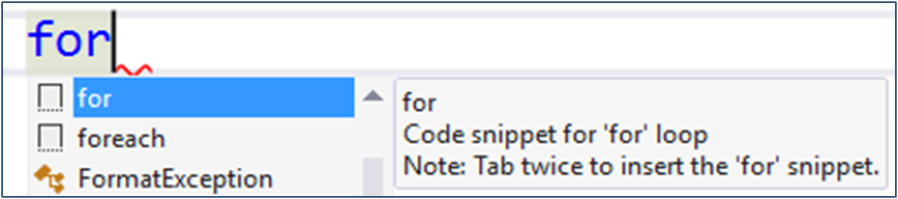 for
for
foreach
FormatException
for
Code snippet for 'for' loop
Note: Tab twice to insert the 'for' snippet.